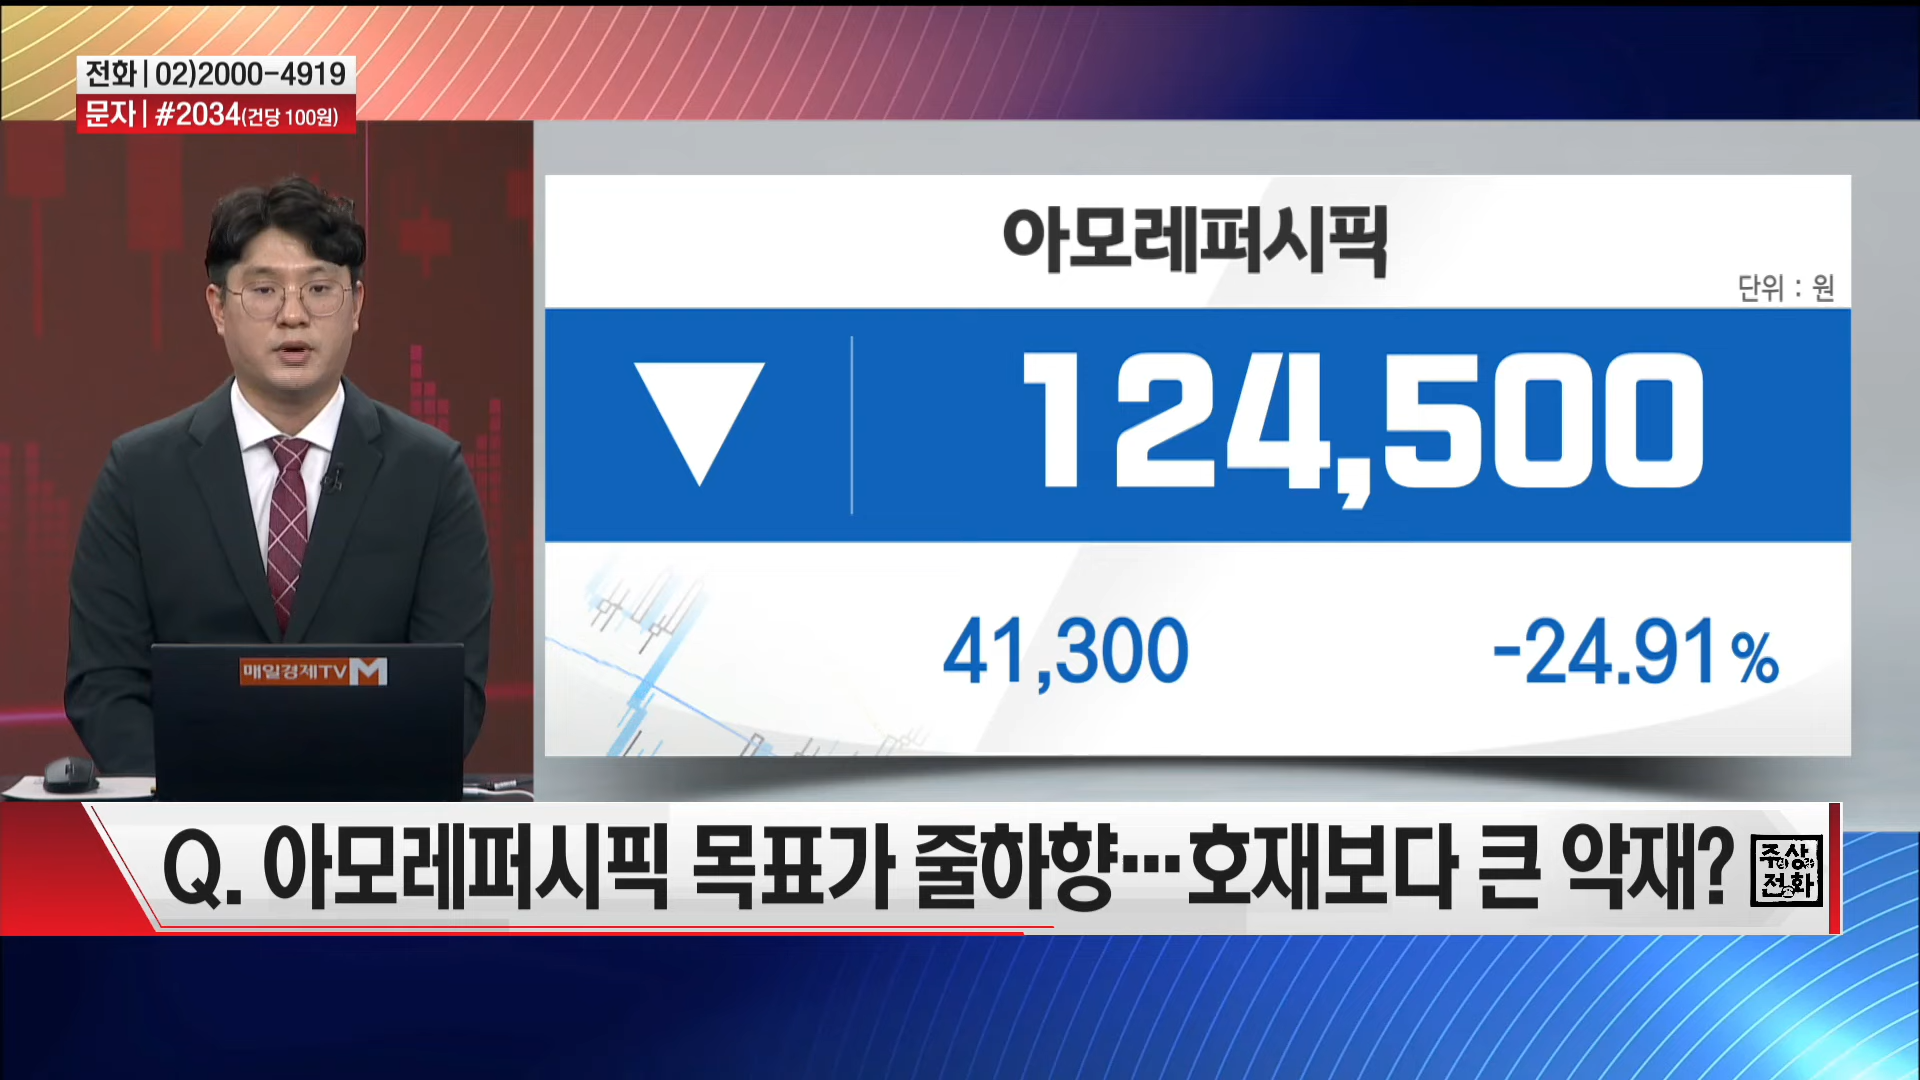 전화 | 02)2000-4919
문자 | #2034(건당 100원)
아모레퍼시픽
단위 : 원
▼ 124,500
41,300 -24.91%
매일경제TV M
Q. 아모레퍼시픽 목표가 줄하향…호재보다 큰 악재?
주상
전화